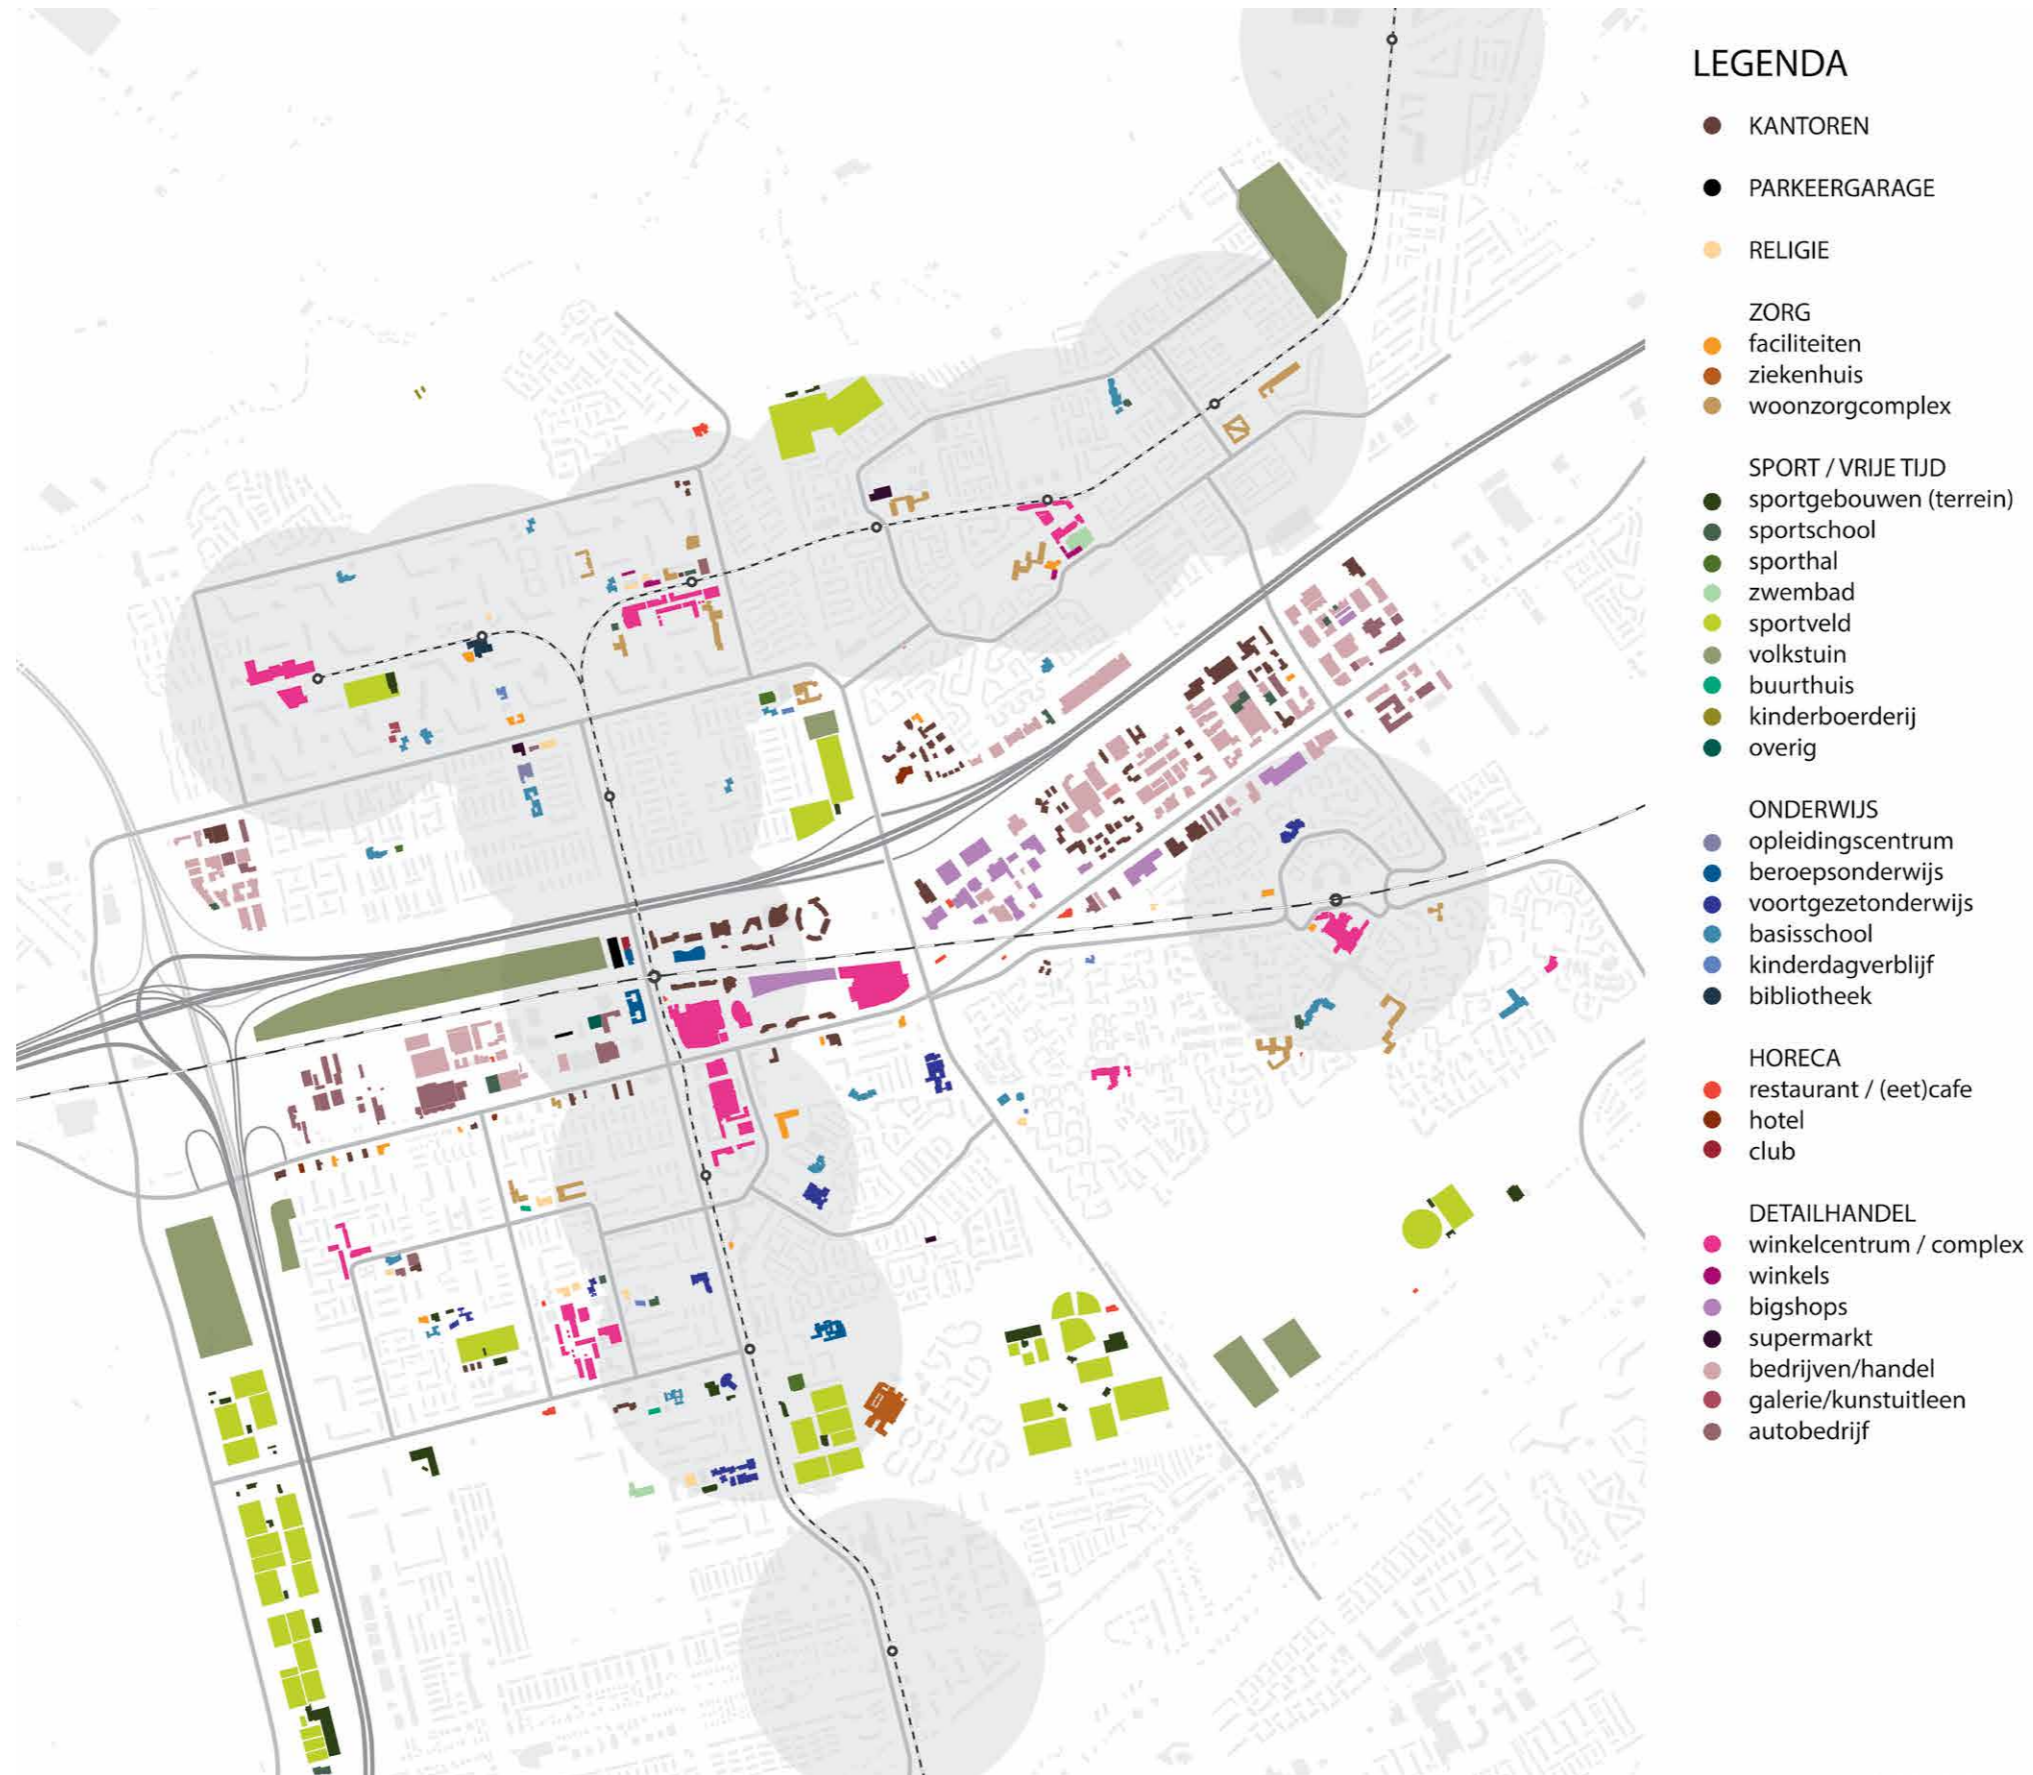 LEGENDA
KANTOREN
PARKEERGARAGE
RELIGIE
ZORG
faciliteiten
ziekenhuis
woonzorgcomplex
SPORT / VRIJE TIJD
sportgebouwen (terrein)
sportschool
sporthal
zwembad
sportveld
volkstuin
buurthuis
kinderboerderij
overig
ONDERWIJS
opleidingscentrum
beroepsonderwijs
voortgezetonderwijs
basisschool
kinderdagverblijf
bibliotheek
HORECA
restaurant / (eet)cafe
hotel
club
DETAILHANDEL
winkelcentrum / complex
winkels
bigshops
supermarkt
bedrijven/handel
galerie/kunstuitleen
autobedrijf